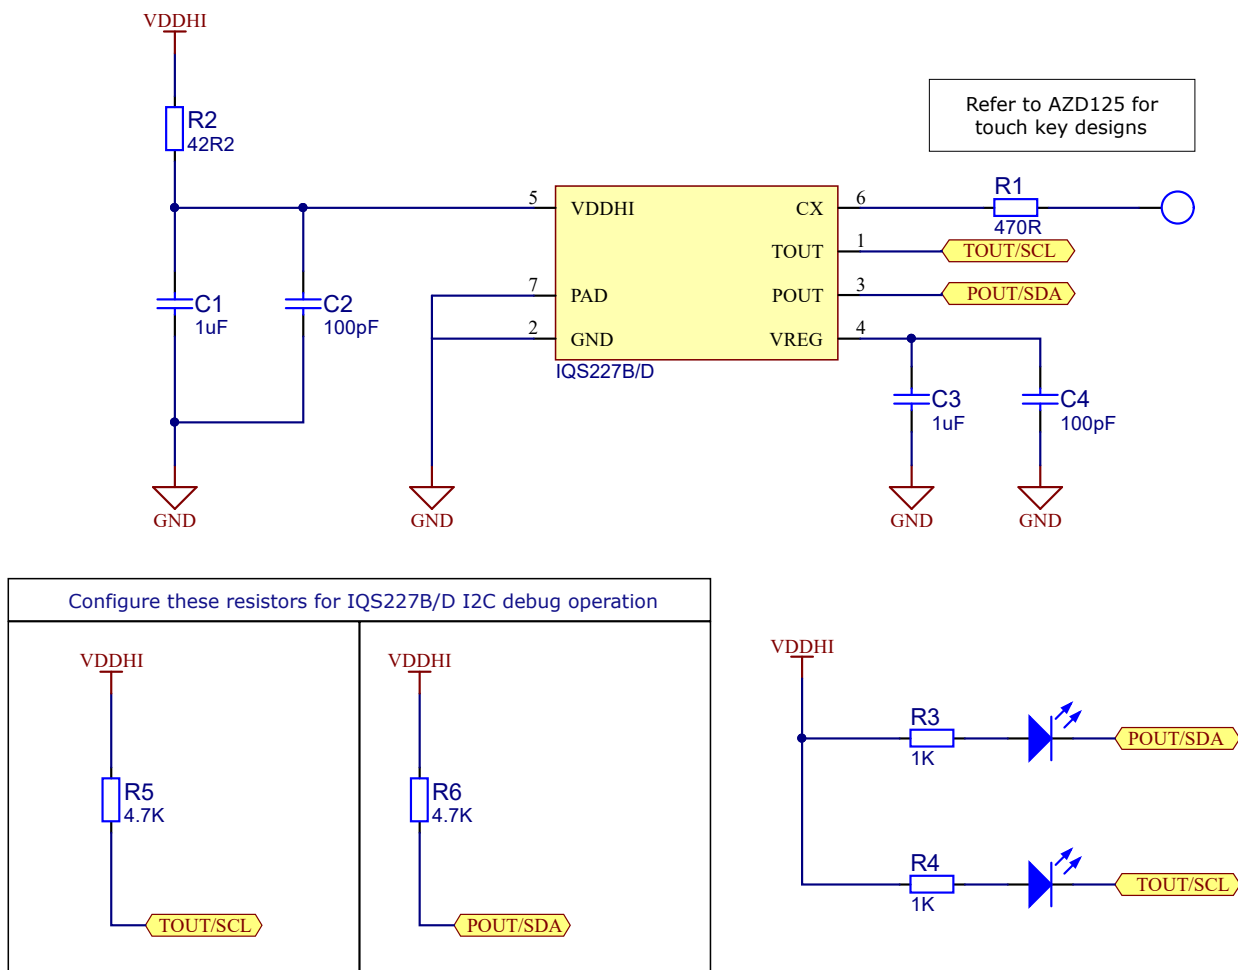 VDDHI
R2
42R2
C1
1uF
C2
100pF
GND
GND
5
VDDHI
7
PAD
2
GND
IQS227B/D
CX
6
TOUT
1
POUT
3
VREG
4
Refer to AZD125 for
touch key designs
R1
470R
TOUT/SCL
POUT/SDA
C3
1uF
C4
100pF
GND
GND
Configure these resistors for IQS227B/D I2C debug operation
VDDHI
R5
4.7K
TOUT/SCL
VDDHI
R6
4.7K
POUT/SDA
VDDHI
R3
1K
POUT/SDA
R4
1K
TOUT/SCL